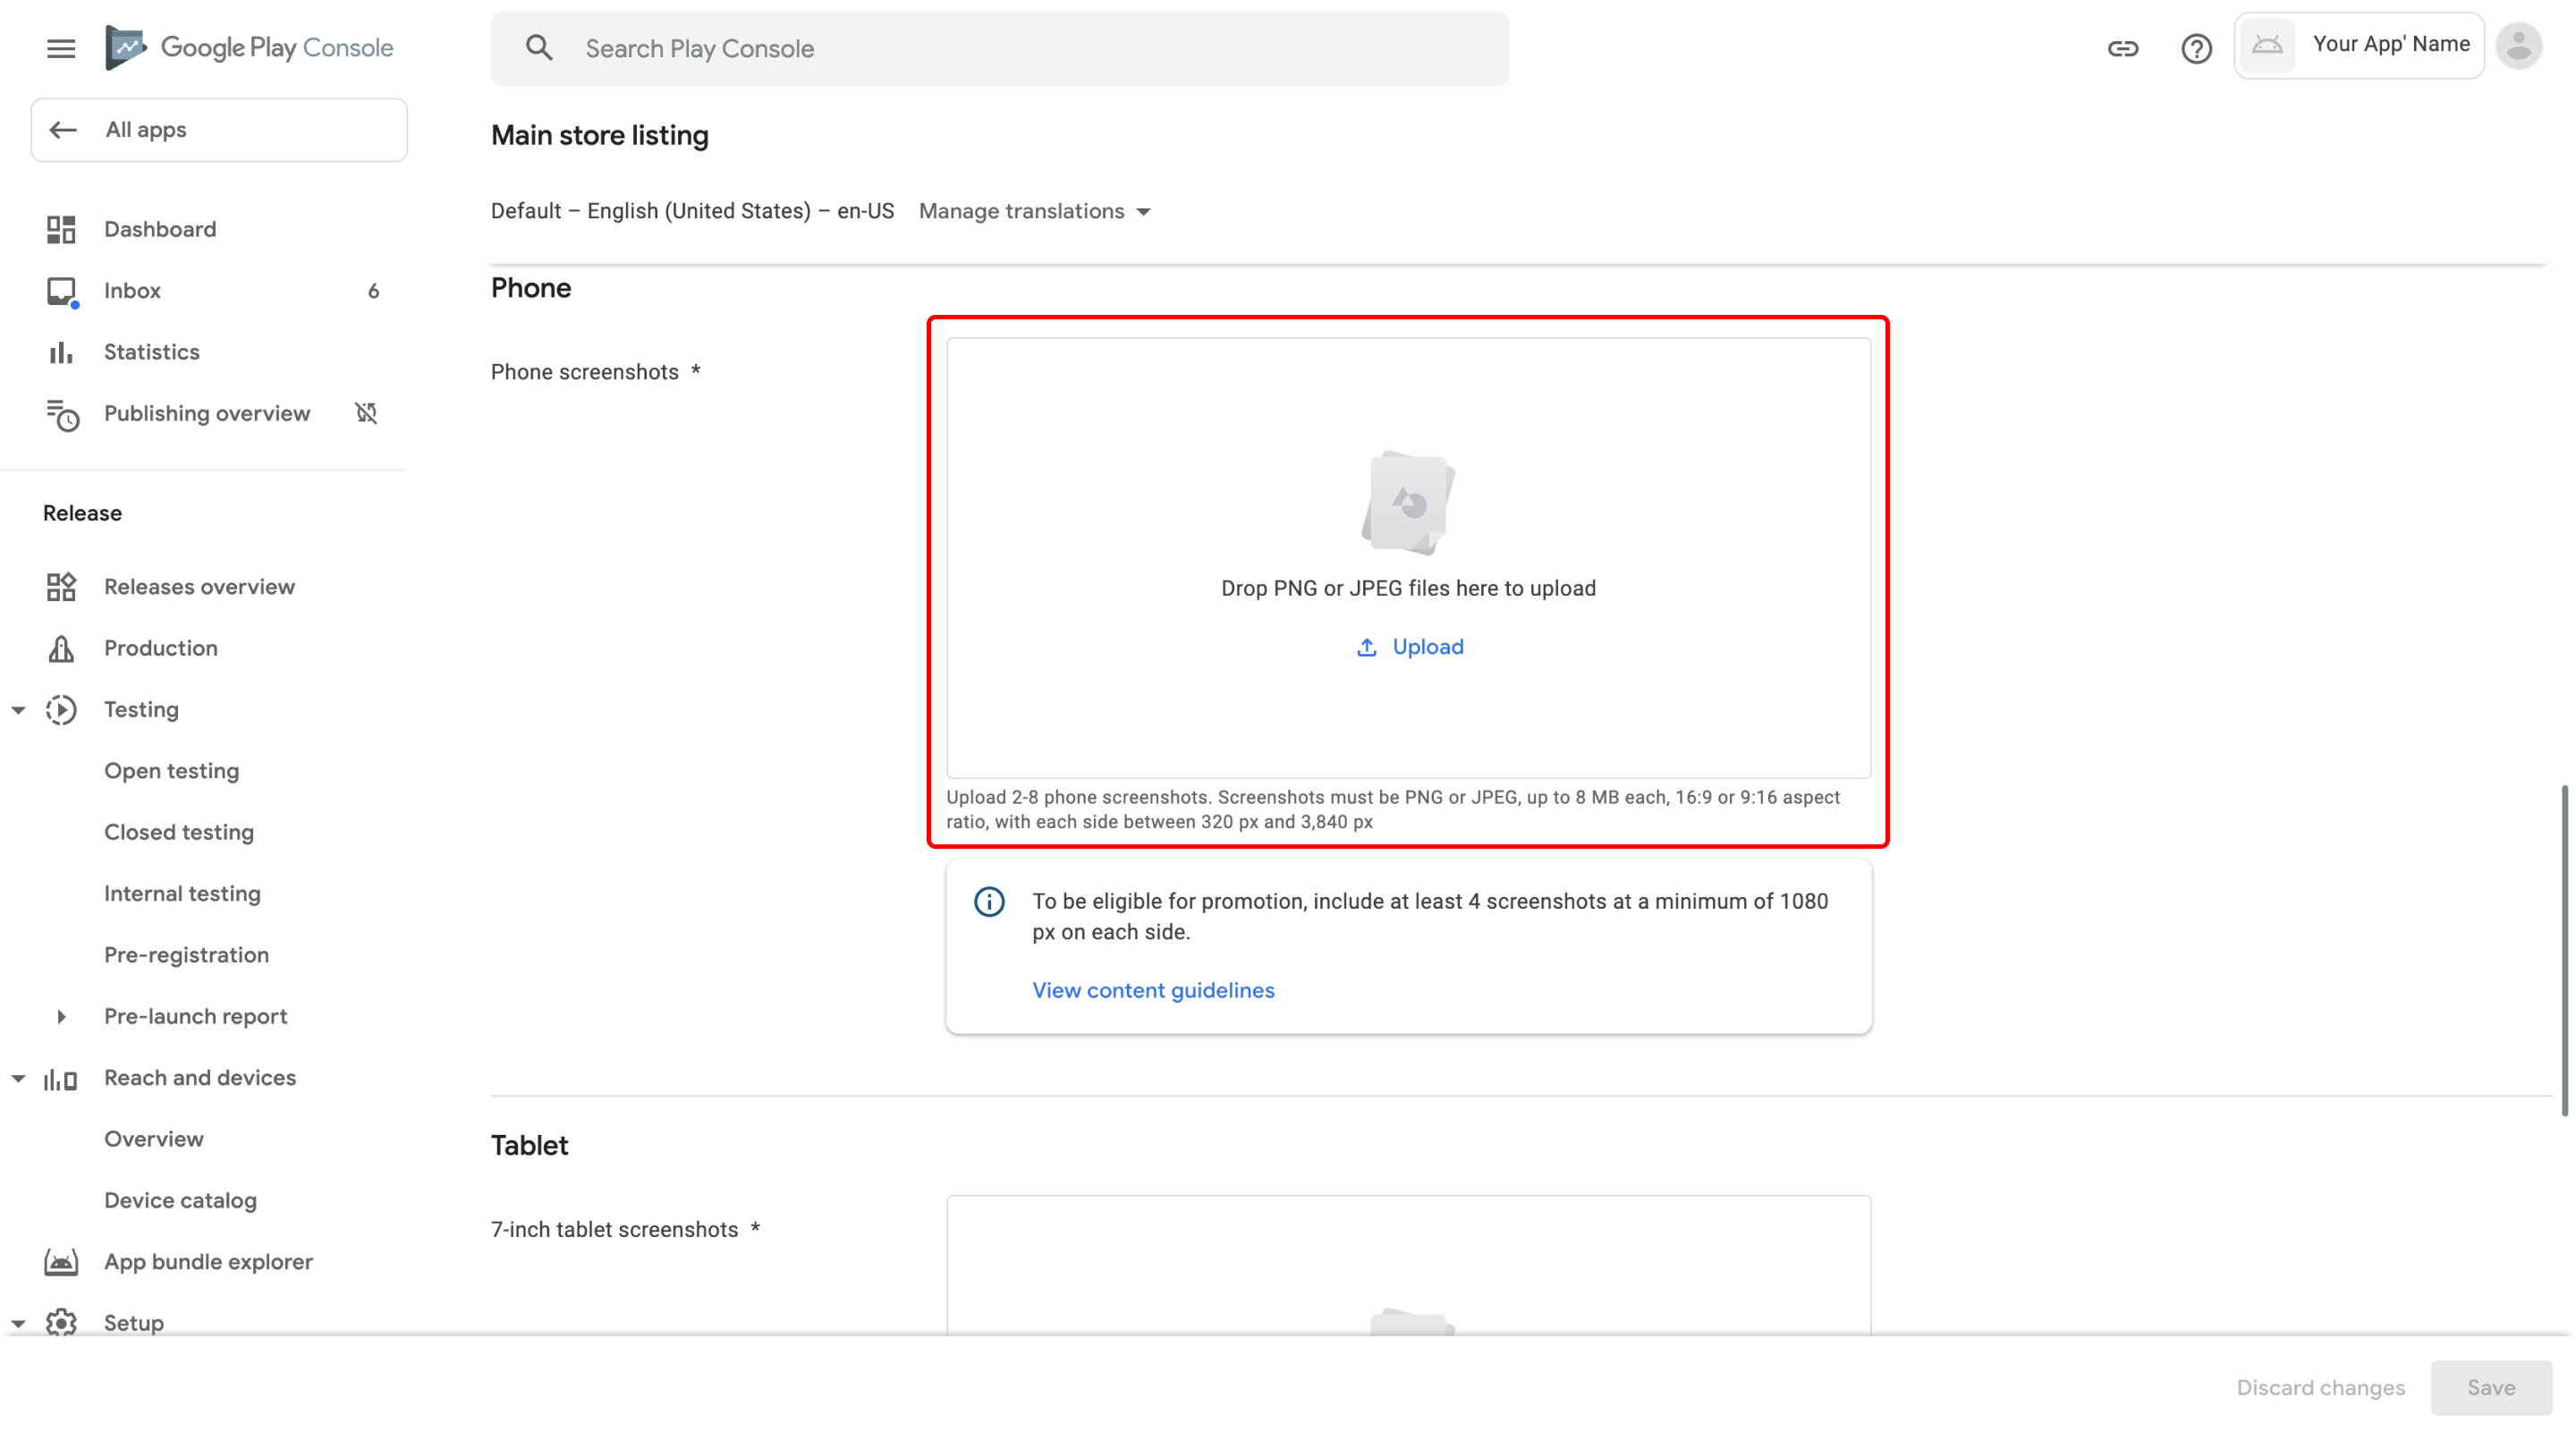 Google Play Console
Search Play Console
Your App' Name
All apps
Dashboard
Inbox 6
Statistics
Publishing overview
Release
Releases overview
Production
Testing
Open testing
Closed testing
Internal testing
Pre-registration
Pre-launch report
Reach and devices
Overview
Device catalog
App bundle explorer
Setup
Main store listing
Default – English (United States) – en-US Manage translations
Phone
Phone screenshots *
Drop PNG or JPEG files here to upload
Upload
Upload 2-8 phone screenshots. Screenshots must be PNG or JPEG, up to 8 MB each, 16:9 or 9:16 aspect
ratio, with each side between 320 px and 3,840 px
To be eligible for promotion, include at least 4 screenshots at a minimum of 1080
px on each side.
View content guidelines
Tablet
7-inch tablet screenshots *
Discard changes Save